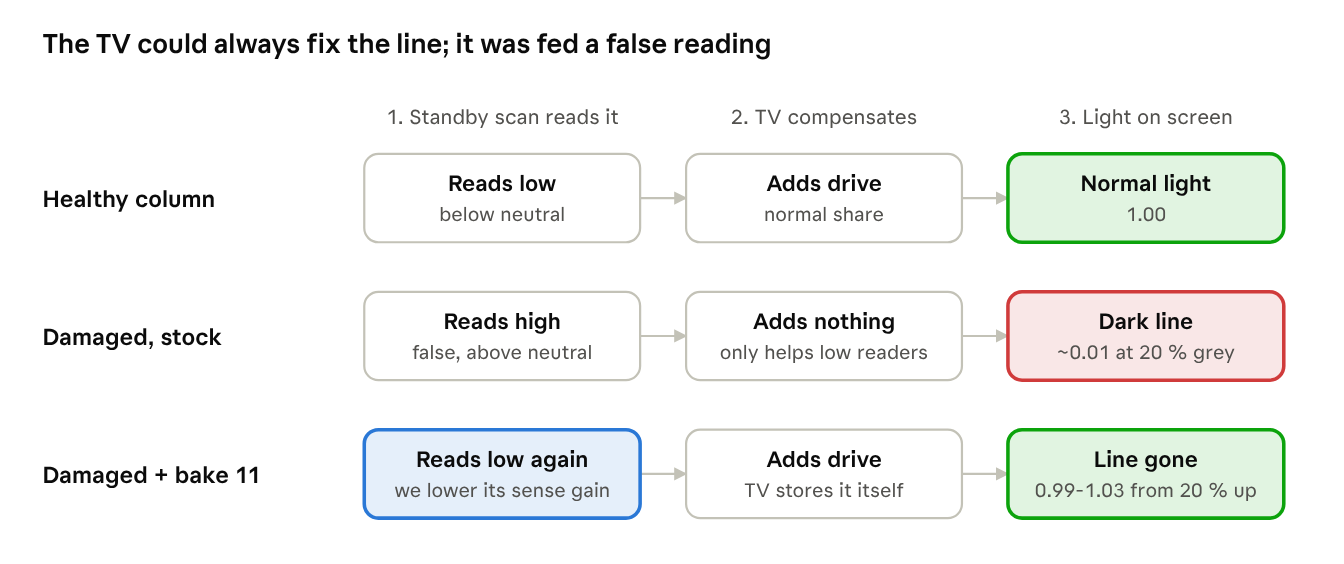 The TV could always fix the line; it was fed a false reading
1. Standby scan reads it
2. TV compensates
3. Light on screen
Healthy column
Reads low
below neutral
Adds drive
normal share
Normal light
1.00
Damaged, stock
Reads high
false, above neutral
Adds nothing
only helps low readers
Dark line
~0.01 at 20 % grey
Damaged + bake 11
Reads low again
we lower its sense gain
Adds drive
TV stores it itself
Line gone
0.99-1.03 from 20 % up